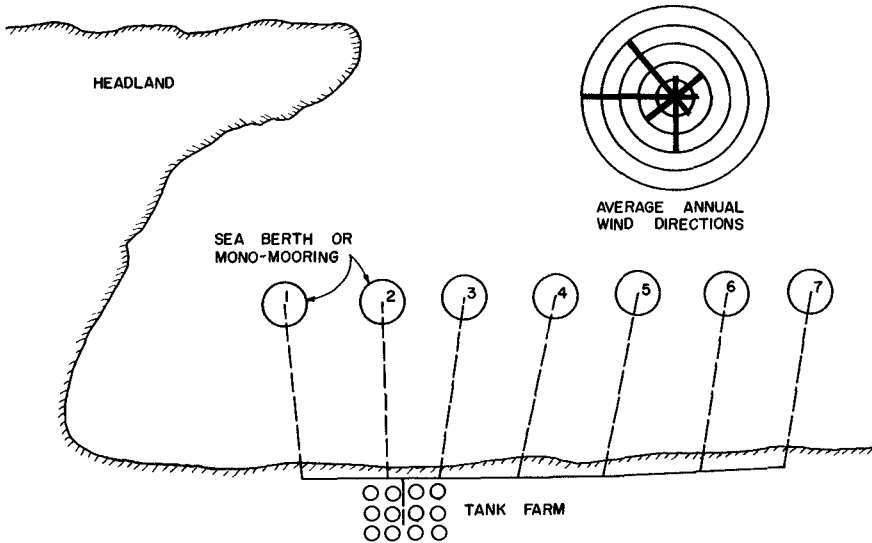 HEADLAND
AVERAGE ANNUAL
WIND DIRECTIONS
SEA BERTH OR
MONO-MOORING
1
2
3
4
5
6
7
TANK FARM